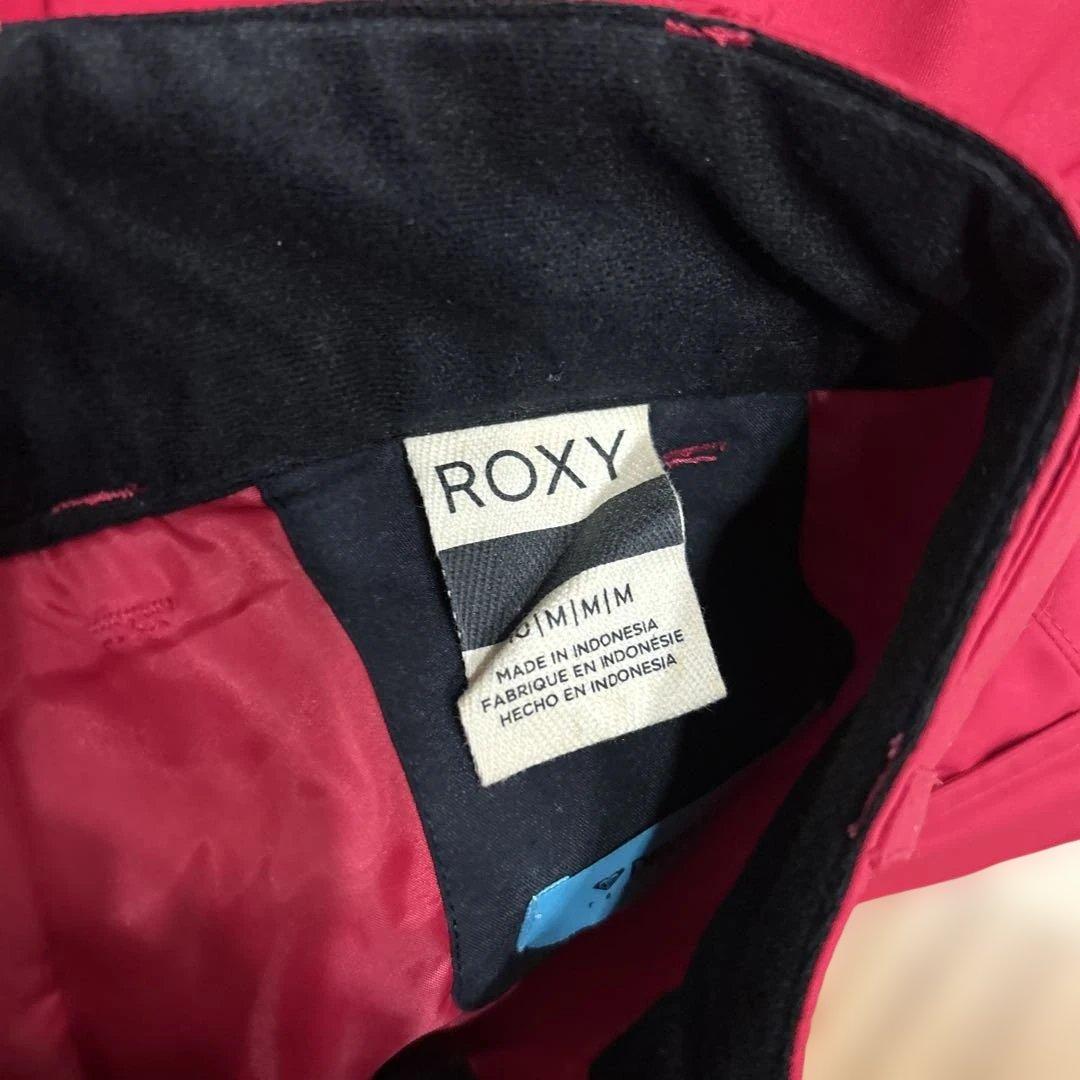 ROXY
|M|M|M
MADE IN INDONESIA
FABRIQUE EN INDONÉSIE
HECHO EN INDONESIA